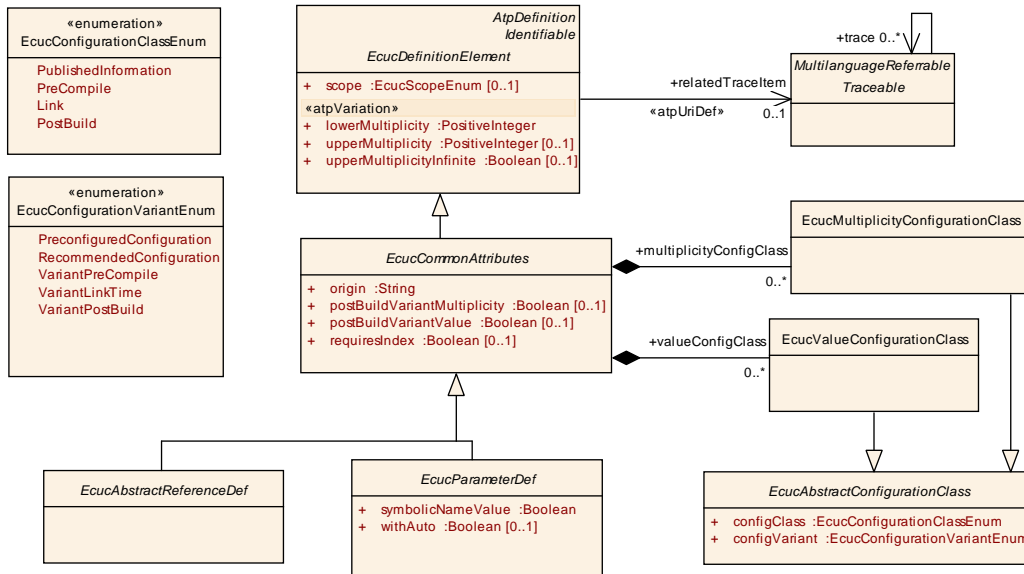 «enumeration»
EcucConfigurationClassEnum
PublishedInformation
PreCompile
Link
PostBuild
AtpDefinition
Identifiable
EcucDefinitionElement
+ scope :EcucScopeEnum [0..1]
«atpVariation»
+ lowerMultiplicity :PositiveInteger
+ upperMultiplicity :PositiveInteger [0..1]
+ upperMultiplicityInfinite :Boolean [0..1]
+relatedTraceItem
«atpUriDef»
0..1
+trace 0..*
MultilanguageReferrable
Traceable
«enumeration»
EcucConfigurationVariantEnum
PreconfiguredConfiguration
RecommendedConfiguration
VariantPreCompile
VariantLinkTime
VariantPostBuild
EcucCommonAttributes
+ origin :String
+ postBuildVariantMultiplicity :Boolean [0..1]
+ postBuildVariantValue :Boolean [0..1]
+ requiresIndex :Boolean [0..1]
+multiplicityConfigClass
0..*
EcucMultiplicityConfigurationClass
+valueConfigClass
0..*
EcucValueConfigurationClass
EcucAbstractReferenceDef
EcucParameterDef
+ symbolicNameValue :Boolean
+ withAuto :Boolean [0..1]
EcucAbstractConfigurationClass
+ configClass :EcucConfigurationClassEnum
+ configVariant :EcucConfigurationVariantEnum